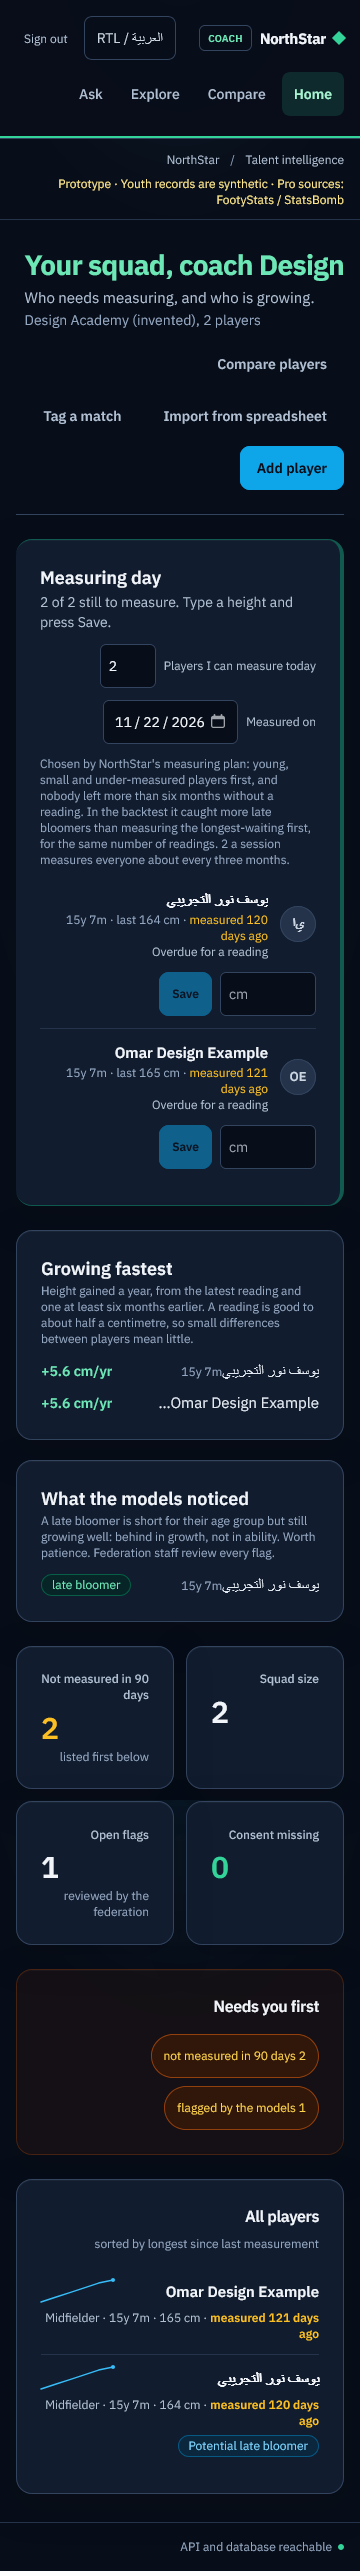 NorthStar
COACH
RTL / العربية
Sign out
Home
Compare
Explore
Ask
NorthStar / Talent intelligence
Prototype · Youth records are synthetic · Pro sources:
FootyStats / StatsBomb
Your squad, coach Design
Who needs measuring, and who is growing.
Design Academy (invented), 2 players
Compare players
Import from spreadsheet
Tag a match
Add player
Measuring day
2 of 2 still to measure. Type a height and
press Save.
Players I can measure today
2
Measured on
11 / 22 / 2026
Chosen by NorthStar's measuring plan: young,
small and under-measured players first, and
nobody left more than six months without a
reading. In the backtest it caught more late
bloomers than measuring the longest-waiting first,
for the same number of readings. 2 a session
measures everyone about every three months.
يوسف نور التجريبي
15y 7m · last 164 cm · measured 120
days ago
Overdue for a reading
cm
Save
OE
Omar Design Example
15y 7m · last 165 cm · measured 121
days ago
Overdue for a reading
cm
Save
Growing fastest
Height gained a year, from the latest reading and
one at least six months earlier. A reading is good to
about half a centimetre, so small differences
between players mean little.
يوسف نور التجريبي 15y 7m
+5.6 cm/yr
...Omar Design Example
+5.6 cm/yr
What the models noticed
A late bloomer is short for their age group but still
growing well: behind in growth, not in ability. Worth
patience. Federation staff review every flag.
يوسف نور التجريبي 15y 7m
late bloomer
Squad size
2
Not measured in 90
days
2
listed first below
Consent missing
0
Open flags
1
reviewed by the
federation
Needs you first
not measured in 90 days 2
flagged by the models 1
All players
sorted by longest since last measurement
Omar Design Example
Midfielder · 15y 7m · 165 cm · measured 121 days
ago
يوسف نور التجريبي
Midfielder · 15y 7m · 164 cm · measured 120 days
ago
Potential late bloomer
API and database reachable